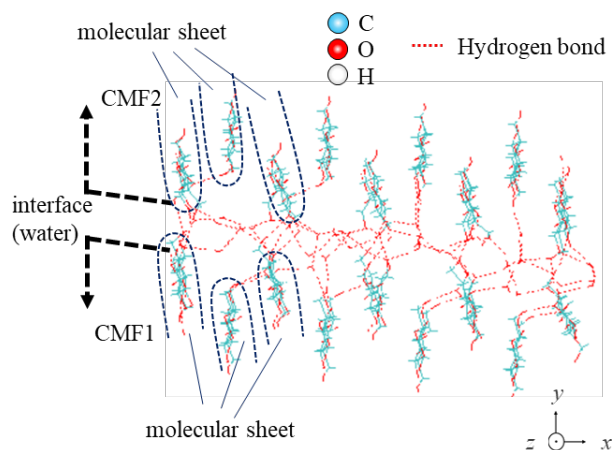 molecular sheet
C
O
H
Hydrogen bond
CMF2
interface
(water)
CMF1
molecular sheet
y
z
x